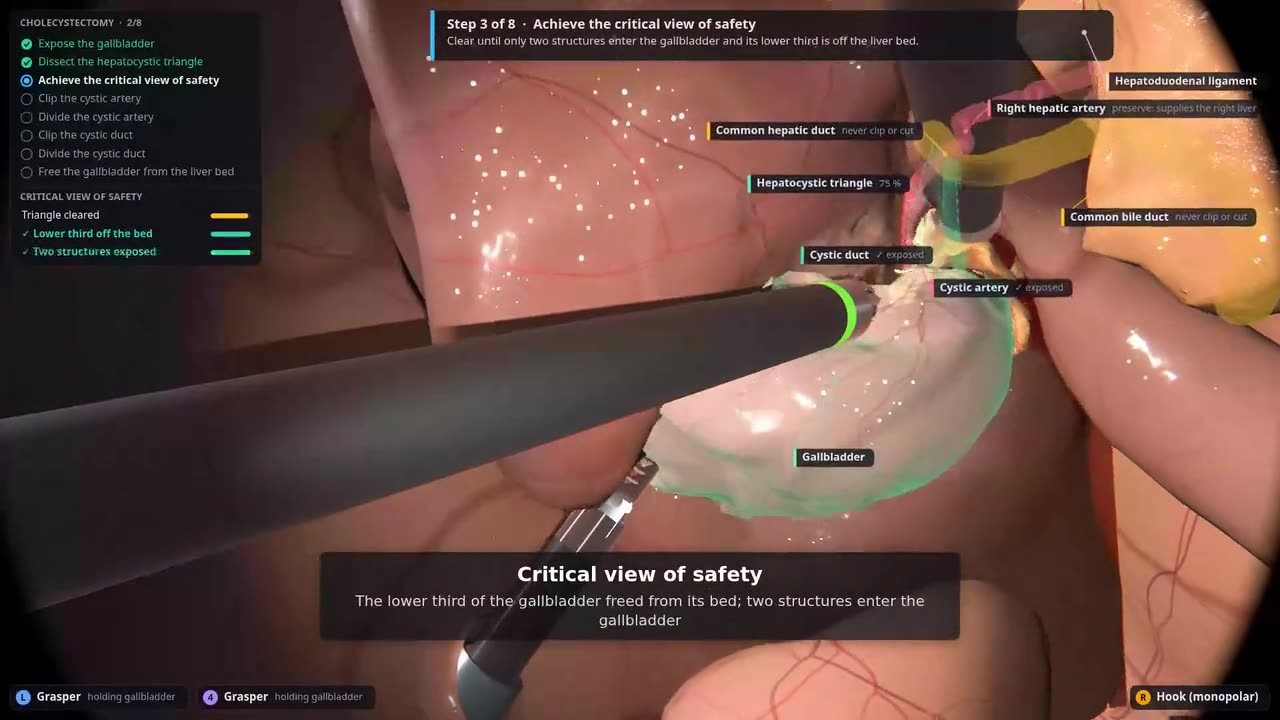 CHOLECYSTECTOMY · 2/8
Expose the gallbladder
Dissect the hepatocystic triangle
Achieve the critical view of safety
Clip the cystic artery
Divide the cystic artery
Clip the cystic duct
Divide the cystic duct
Free the gallbladder from the liver bed
CRITICAL VIEW OF SAFETY
Triangle cleared
✓ Lower third off the bed
✓ Two structures exposed
Step 3 of 8 · Achieve the critical view of safety
Clear until only two structures enter the gallbladder and its lower third is off the liver bed.
Hepatoduodenal ligament
Right hepatic artery preserve: supplies the right liver
Common hepatic duct never clip or cut
Hepatocystic triangle 75 %
Common bile duct never clip or cut
Cystic duct ✓ exposed
Cystic artery ✓ exposed
Gallbladder
Critical view of safety
The lower third of the gallbladder freed from its bed; two structures enter the
gallbladder
L Grasper holding gallbladder
4 Grasper holding gallbladder
R Hook (monopolar)